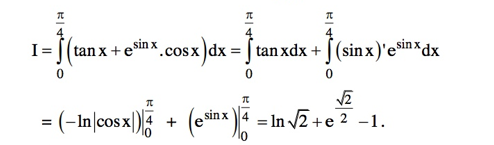 I = ∫_0^{π/4} (tan x + e^{sin x}.cos x)dx = ∫_0^{π/4} tan xdx + ∫_0^{π/4} (sin x)'e^{sin x}dx
= (−ln|cos x|)|_0^{π/4} + (e^{sin x})|_0^{π/4} = ln √2 + e^{√2/2} −1.